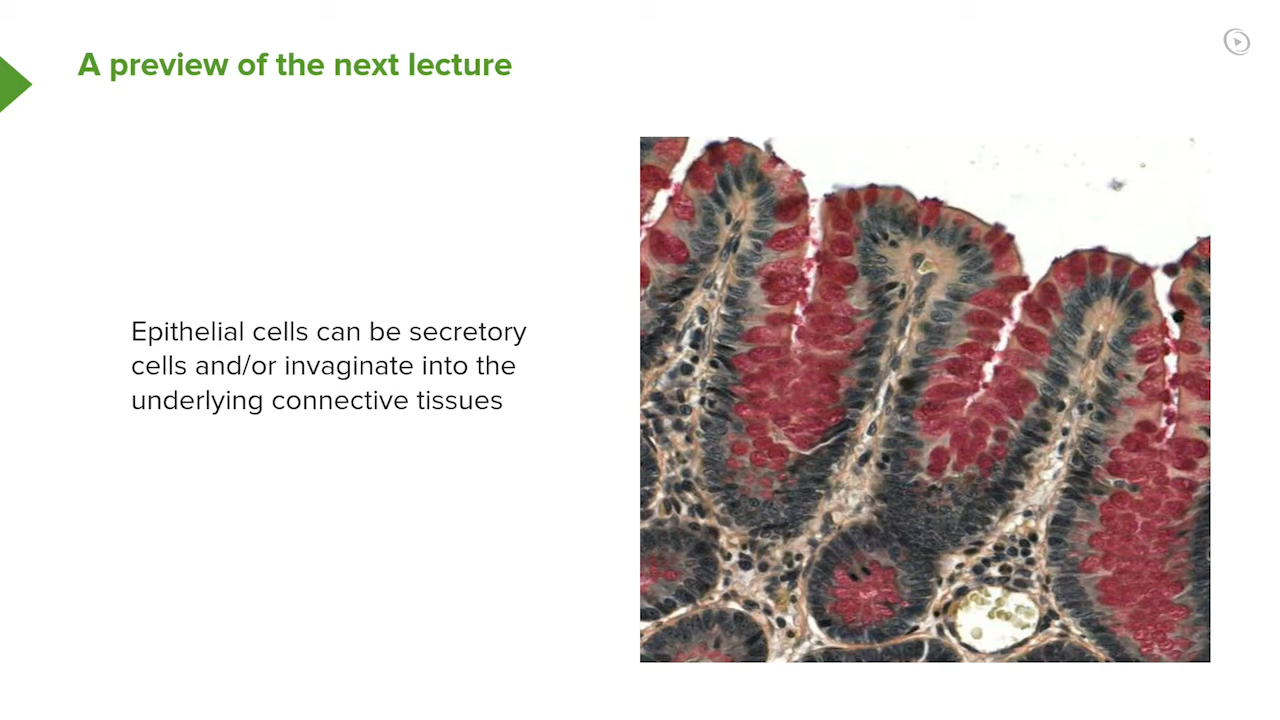 A preview of the next lecture
Epithelial cells can be secretory
cells and/or invaginate into the
underlying connective tissues